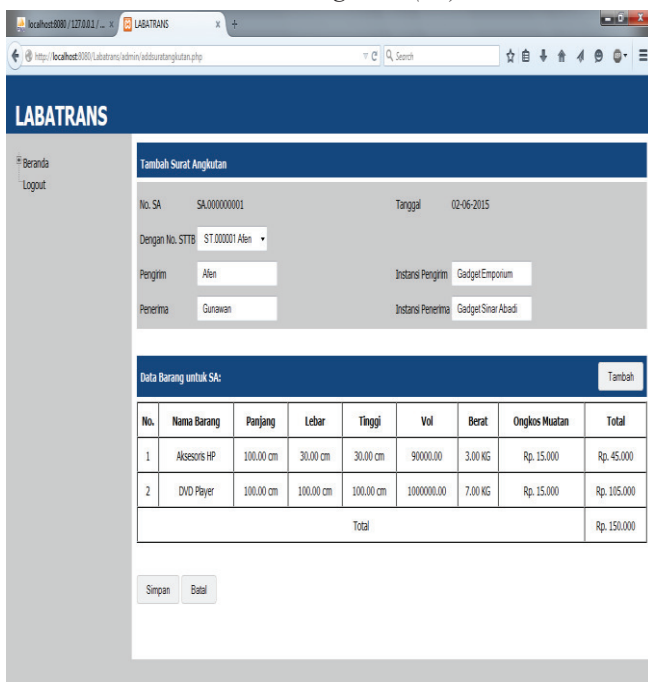 localhost:8080 / 127.0.0.1 / ... x LABATRANS x +
http://localhost:8080/Labatrans/admin/addsuratangkutan.php Search
LABATRANS
Beranda
Logout
Tambah Surat Angkutan
No. SA SA.000000001 Tanggal 02-06-2015
Dengan No. STTB ST.000001 Afen
Pengirim Afen Instansi Pengirim Gadget Emporium
Penerima Gunawan Instansi Penerima Gadget Sinar Abadi
Data Barang untuk SA: Tambah
No. Nama Barang Panjang Lebar Tinggi Vol Berat Ongkos Muatan Total
1 Aksesoris HP 100.00 cm 30.00 cm 30.00 cm 90000.00 3.00 KG Rp. 15.000 Rp. 45.000
2 DVD Player 100.00 cm 100.00 cm 100.00 cm 1000000.00 7.00 KG Rp. 15.000 Rp. 105.000
Total Rp. 150.000
Simpan Batal